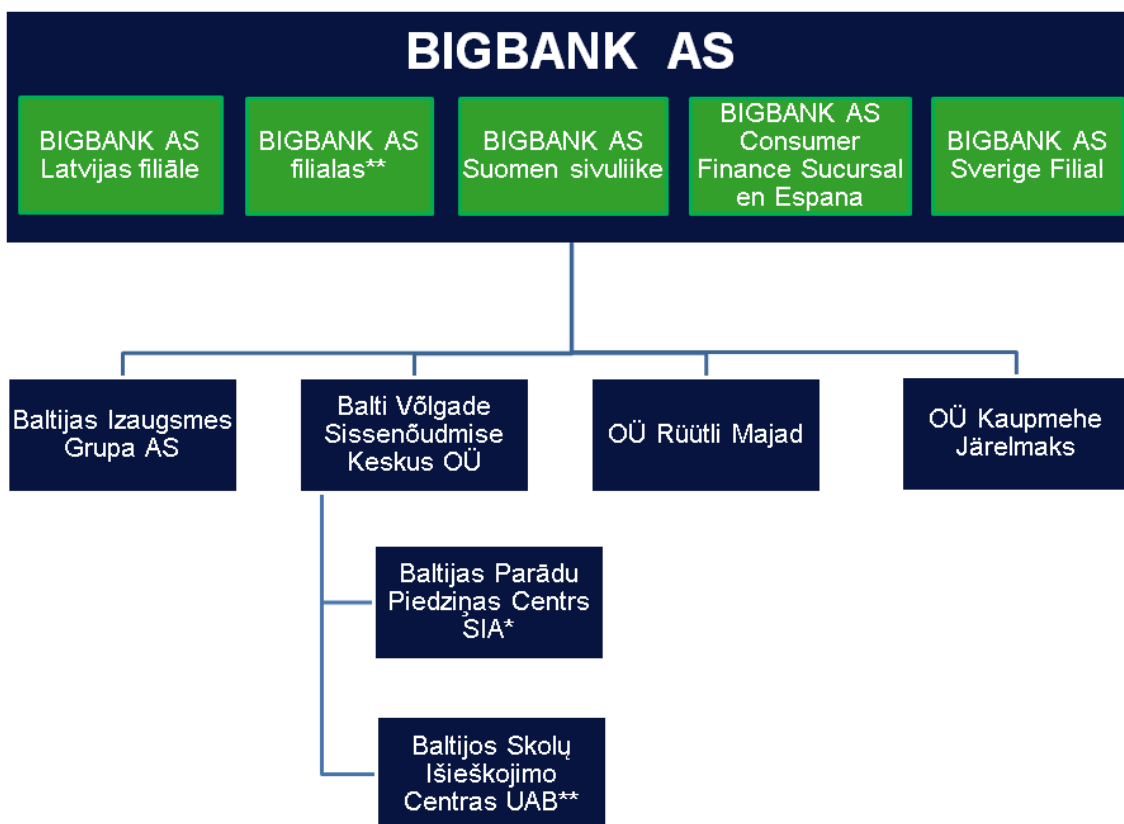 BIGBANK AS
BIGBANK AS
Latvijas filiāle
BIGBANK AS
filialas**
BIGBANK AS
Suomen sivuliike
BIGBANK AS
Consumer
Finance Sucursal
en Espana
BIGBANK AS
Sverige Filial
Baltijas Izaugsmes
Grupa AS
Balti Võlgade
Sissenõudmise
Keskus OÜ
OÜ Rüütli Majad
OÜ Kaupmehe
Järelmaks
Baltijas Parādu
Piedziņas Centrs
SIA*
Baltijos Skolų
Išieškojimo
Centras UAB**